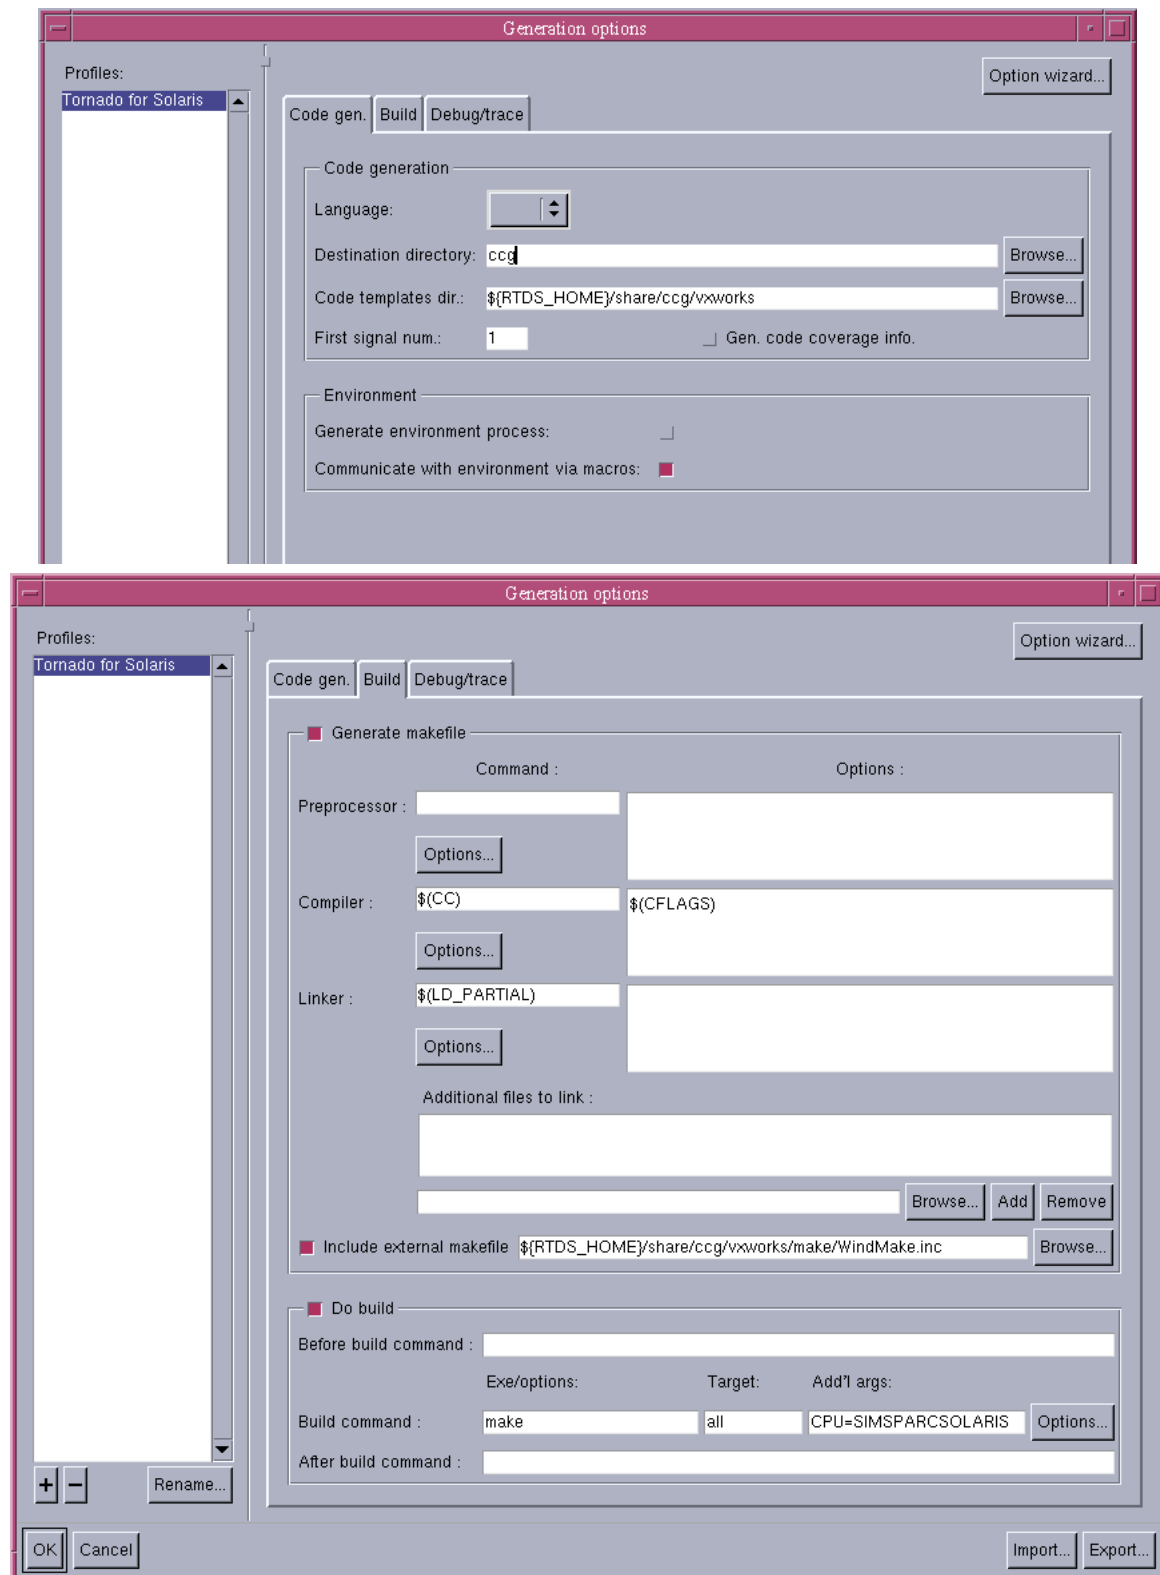 Generation options
Profiles:
Option wizard...
Tornado for Solaris
Code gen. Build Debug/trace
Code generation
Language:
Destination directory: ccg Browse...
Code templates dir.: ${RTDS_HOME}/share/ccg/vxworks Browse...
First signal num.: 1 Gen. code coverage info.
Environment
Generate environment process:
Communicate with environment via macros:
Generation options
Profiles:
Option wizard...
Tornado for Solaris
Code gen. Build Debug/trace
Generate makefile
Command : Options :
Preprocessor :
Options...
Compiler : $(CC) $(CFLAGS)
Options...
Linker : $(LD_PARTIAL)
Options...
Additional files to link :
Browse... Add Remove
Include external makefile ${RTDS_HOME}/share/ccg/vxworks/make/WindMake.inc Browse...
Do build
Before build command :
Exe/options: Target: Add'l args:
Build command : make all CPU=SIMSPARCSOLARIS Options...
After build command :
+ − Rename...
OK Cancel Import... Export...